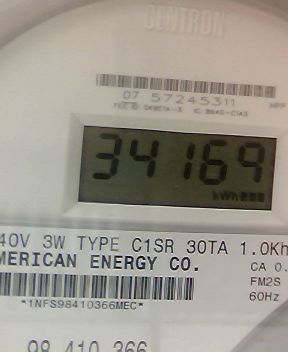 CENTRON
07 57245311
34169
kWh
40V 3W TYPE C1SR 30TA 1.0Kh
MERICAN ENERGY CO.
CA 0.
FM2S
60Hz
*1NFS98410366MEC*
98 410 366